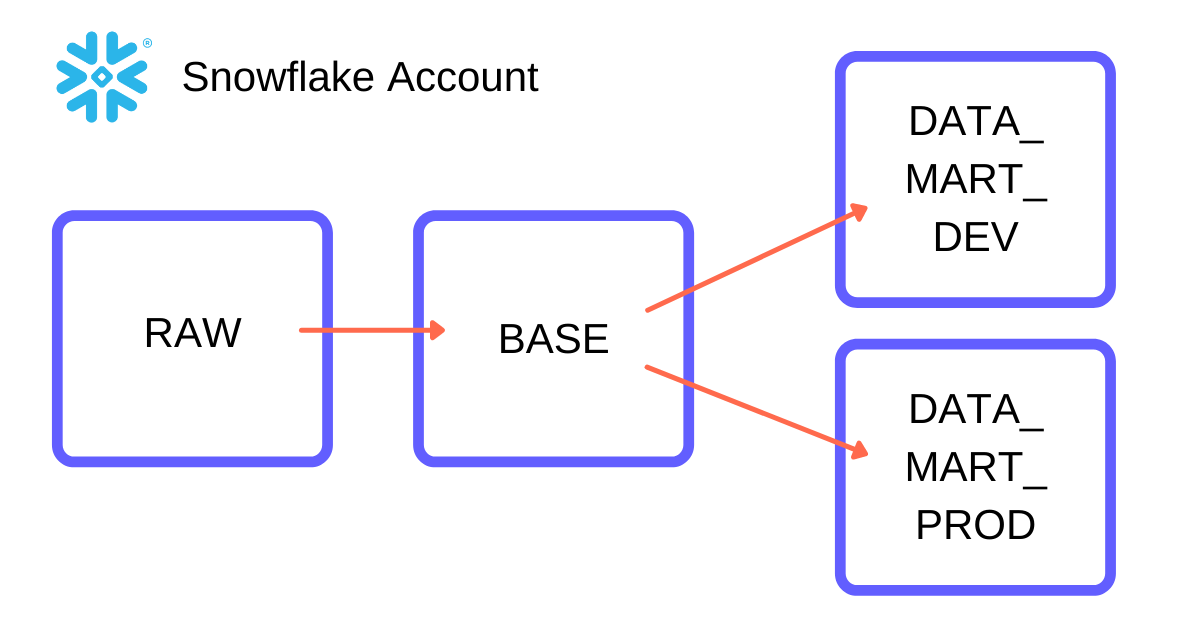 ®
Snowflake Account
RAW
BASE
DATA_
MART_
DEV
DATA_
MART_
PROD